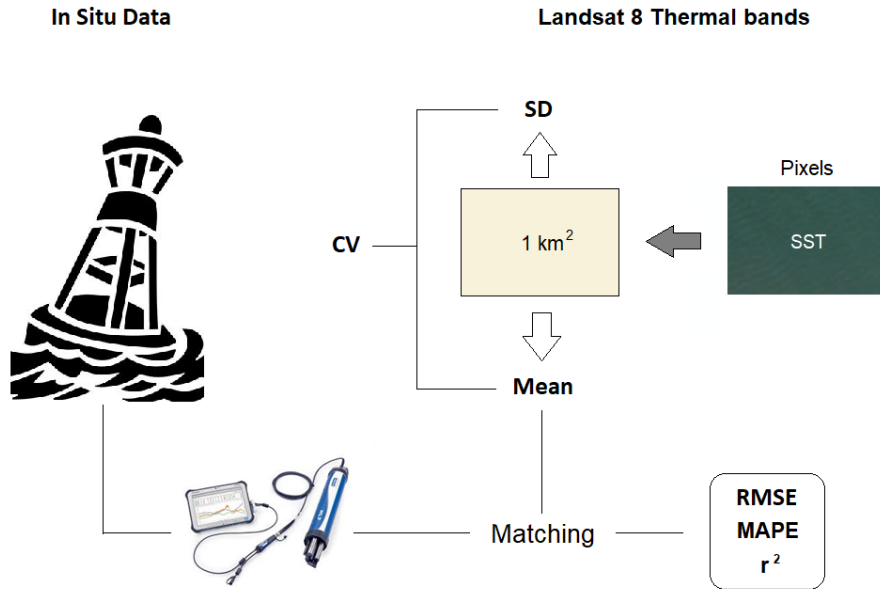 In Situ Data
Landsat 8 Thermal bands
SD
Pixels
1 km²
SST
CV
Mean
Matching
RMSE
MAPE
r²